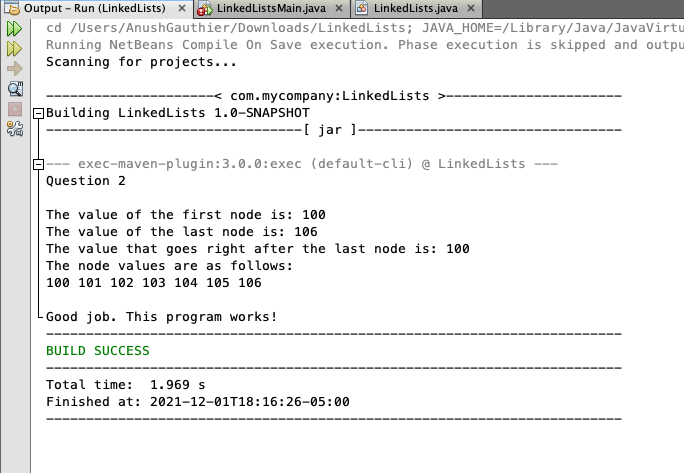 Output – Run (LinkedLists) × LinkedListsMain.java × LinkedLists.java ×
cd /Users/AnushGauthier/Downloads/LinkedLists; JAVA_HOME=/Library/Java/JavaVirtu
Running NetBeans Compile On Save execution. Phase execution is skipped and outpu
Scanning for projects...
---------------------< com.mycompany:LinkedLists >----------------------
Building LinkedLists 1.0-SNAPSHOT
--------------------------------[ jar ]---------------------------------
--- exec-maven-plugin:3.0.0:exec (default-cli) @ LinkedLists ---
Question 2
The value of the first node is: 100
The value of the last node is: 106
The value that goes right after the last node is: 100
The node values are as follows:
100 101 102 103 104 105 106
Good job. This program works!
------------------------------------------------------------------------
BUILD SUCCESS
------------------------------------------------------------------------
Total time:  1.969 s
Finished at: 2021-12-01T18:16:26-05:00
------------------------------------------------------------------------